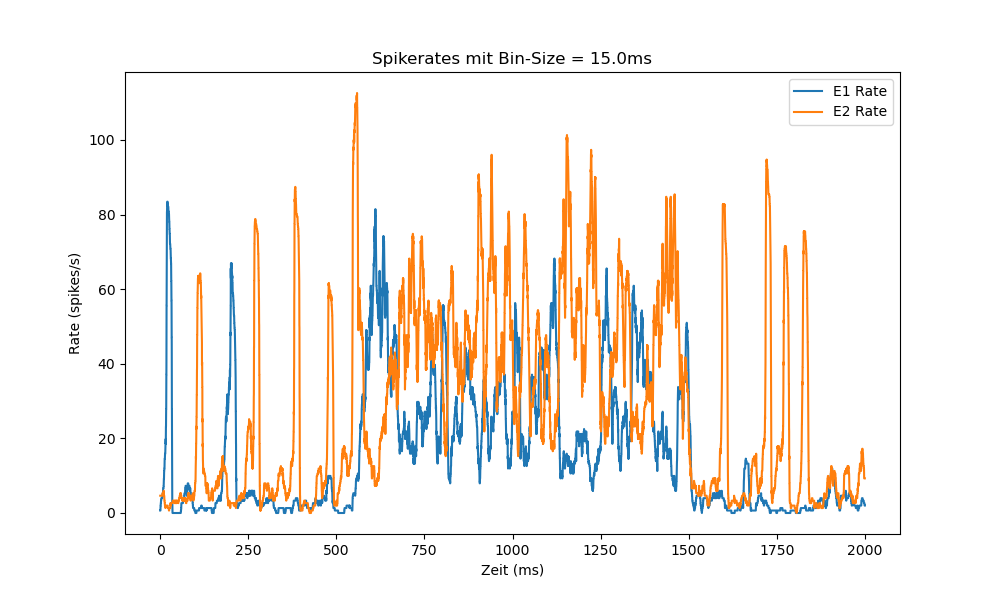 Spikerates mit Bin-Size = 15.0ms
E1 Rate
E2 Rate
100
80
60
40
20
0
Rate (spikes/s)
0 250 500 750 1000 1250 1500 1750 2000
Zeit (ms)